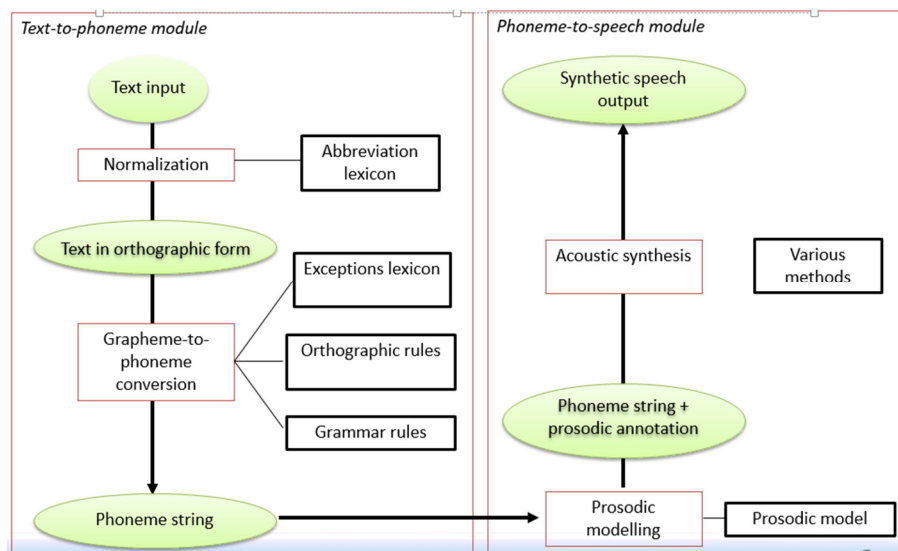 Text-to-phoneme module
Text input
Normalization
Abbreviation
lexicon
Text in orthographic form
Exceptions lexicon
Grapheme-to-
phoneme
conversion
Orthographic rules
Grammar rules
Phoneme string
Phoneme-to-speech module
Synthetic speech
output
Acoustic synthesis
Various
methods
Phoneme string +
prosodic annotation
Prosodic
modelling
Prosodic model